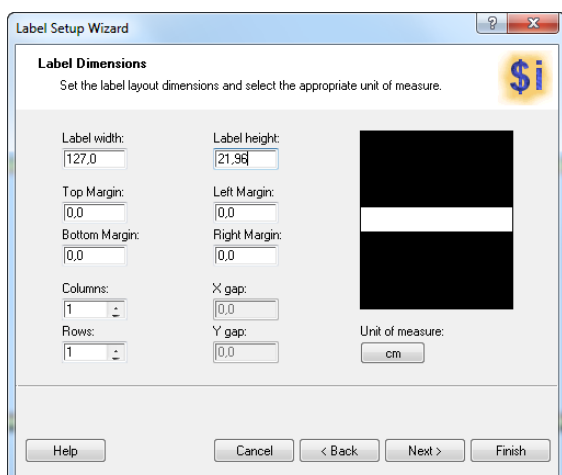 Label Setup Wizard
?
X
Label Dimensions
Set the label layout dimensions and select the appropriate unit of measure.
$i
Label width:
Label height:
127,0
21,96
Top Margin:
Left Margin:
0,0
0,0
Bottom Margin:
Right Margin:
0,0
0,0
Columns:
X gap:
1
0,0
Rows:
Y gap:
Unit of measure:
1
0,0
cm
Help
Cancel
< Back
Next >
Finish